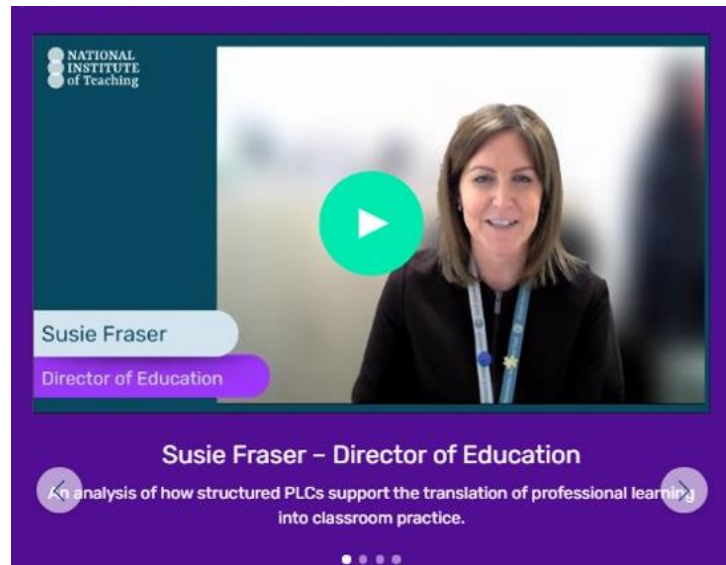 NATIONAL
INSTITUTE
of Teaching
Susie Fraser
Director of Education
Susie Fraser – Director of Education
An analysis of how structured PLCs support the translation of professional learning
into classroom practice.